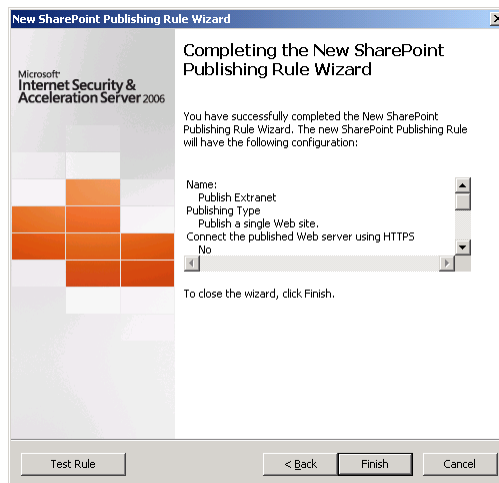 New SharePoint Publishing Rule Wizard
Microsoft
Internet Security &
Acceleration Server 2006
Completing the New SharePoint
Publishing Rule Wizard
You have successfully completed the New SharePoint
Publishing Rule Wizard. The new SharePoint Publishing Rule
will have the following configuration:
Name:
Publish Extranet
Publishing Type
Publish a single Web site.
Connect the published Web server using HTTPS
No
To close the wizard, click Finish.
Test Rule
< Back
Finish
Cancel